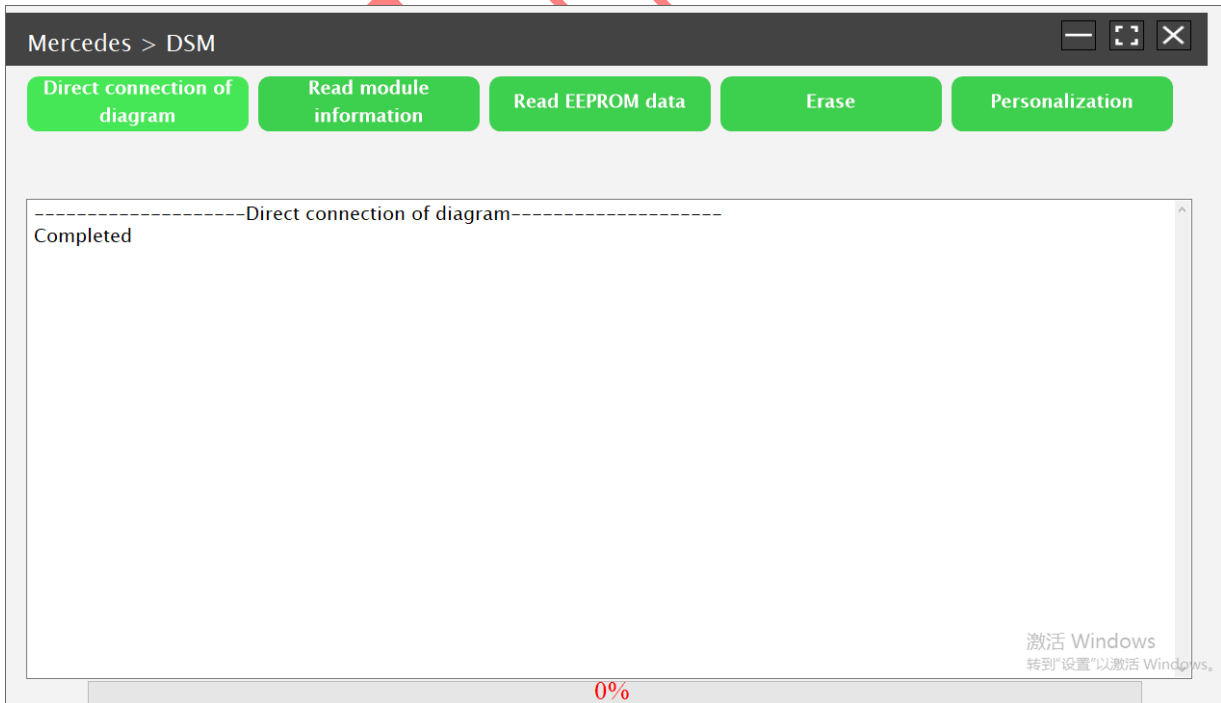 Mercedes > DSM
Direct connection of
diagram
Read module
information
Read EEPROM data
Erase
Personalization
--------------------Direct connection of diagram--------------------
Completed
激活 Windows
转到"设置"以激活 Windows。
0%